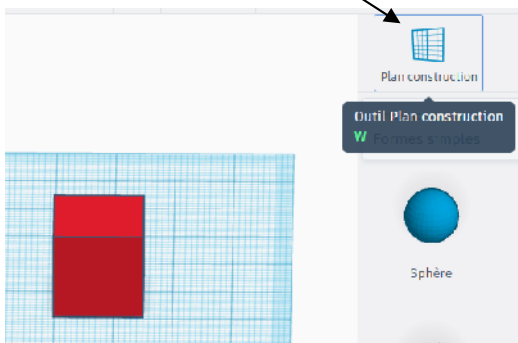 Plan construction
Outil Plan construction
W Formes simples
Sphère